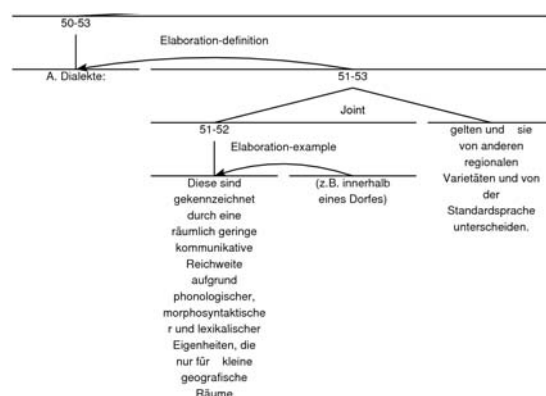 50-53
Elaboration-definition
A. Dialekte:
51-53
Joint
51-52
Elaboration-example
Diese sind
gekennzeichnet
durch eine
räumlich geringe
kommunikative
Reichweite
aufgrund
phonologischer,
morphosyntaktische
r und lexikalischer
Eigenheiten, die
nur für kleine
geografische
Räume
(z.B. innerhalb
eines Dorfes)
gelten und sie
von anderen
regionalen
Varietäten und von
der
Standardsprache
unterscheiden.